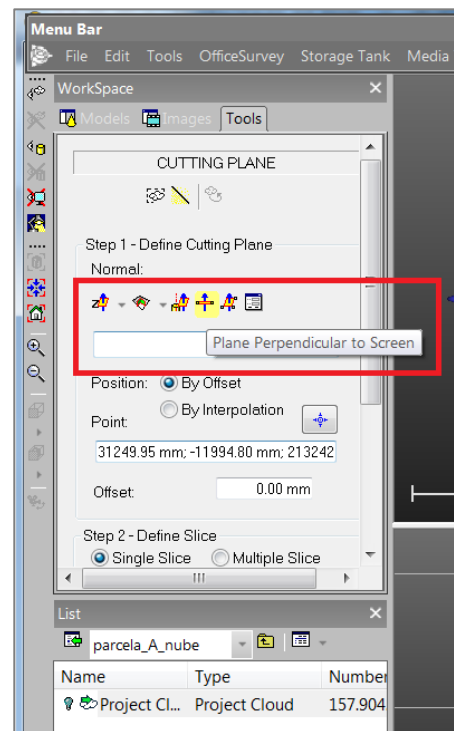 Menu Bar
File Edit Tools OfficeSurvey Storage Tank Media
WorkSpace
Models Images Tools
CUTTING PLANE
Step 1 - Define Cutting Plane
Normal:
Plane Perpendicular to Screen
Position: By Offset
By Interpolation
Point:
31249.95 mm; -11994.80 mm; 213242
Offset: 0.00 mm
Step 2 - Define Slice
Single Slice Multiple Slice
List
parcela_A_nube
Name Type Number
Project Cl... Project Cloud 157.904